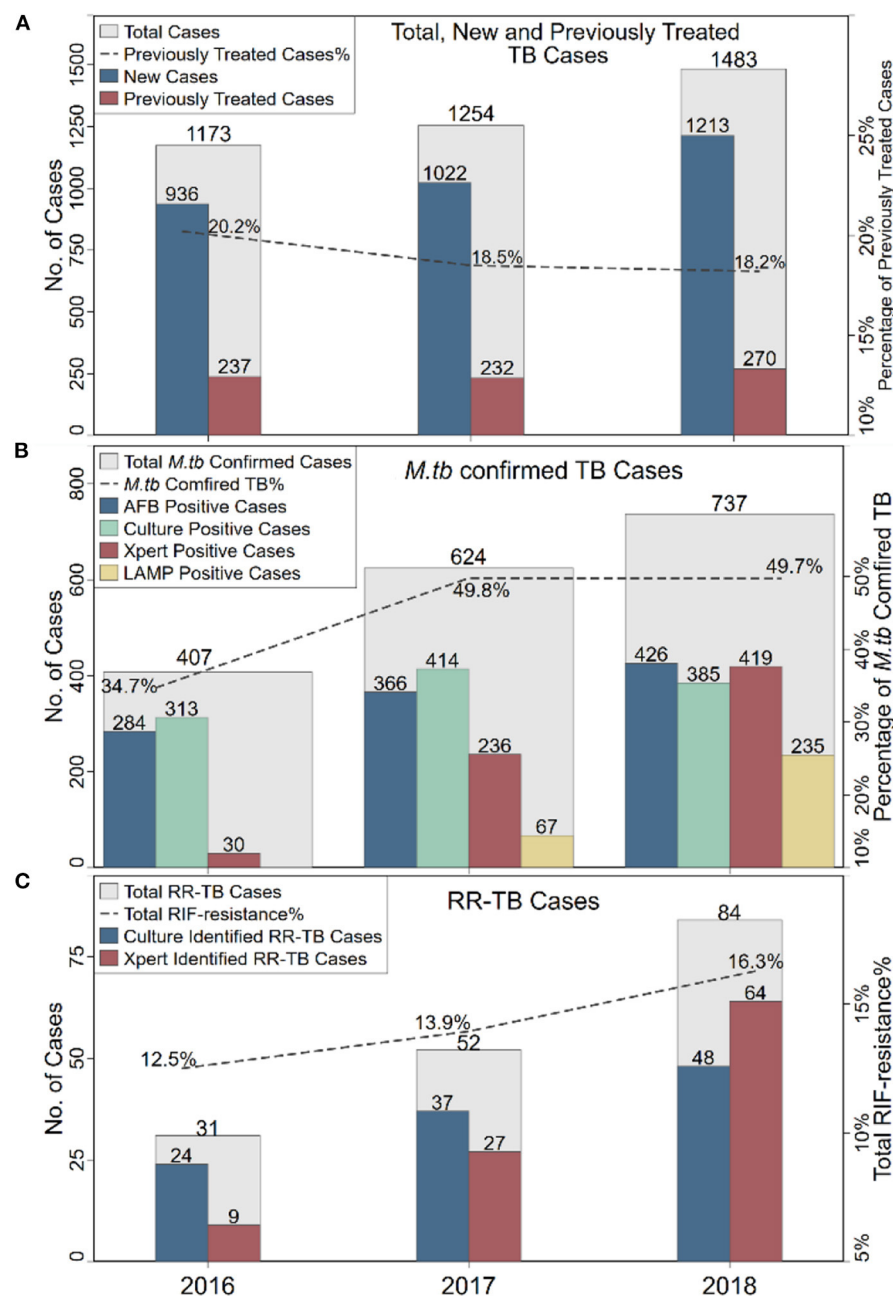 A
Total, New and Previously Treated
TB Cases
Total Cases
Previously Treated Cases%
New Cases
Previously Treated Cases
No. of Cases
0
250
500
750
1000
1250
1500
1173
936
20.2%
237
1254
1022
18.5%
232
1483
1213
18.2%
270
10%
15%
20%
25%
Percentage of Previously Treated Cases
B
M.tb confirmed TB Cases
Total M.tb Confirmed Cases
M.tb Comfired TB%
AFB Positive Cases
Culture Positive Cases
Xpert Positive Cases
LAMP Positive Cases
No. of Cases
0
200
400
600
800
407
34.7%
284
313
30
624
49.8%
366
414
236
67
737
49.7%
426
385
419
235
10%
20%
30%
40%
50%
Percentage of M.tb Comfired TB
C
RR-TB Cases
Total RR-TB Cases
Total RIF-resistance%
Culture Identified RR-TB Cases
Xpert Identified RR-TB Cases
No. of Cases
0
25
50
75
12.5%
31
24
9
13.9%
52
37
27
84
16.3%
64
48
5%
10%
15%
Total RIF-resistance%
2016
2017
2018